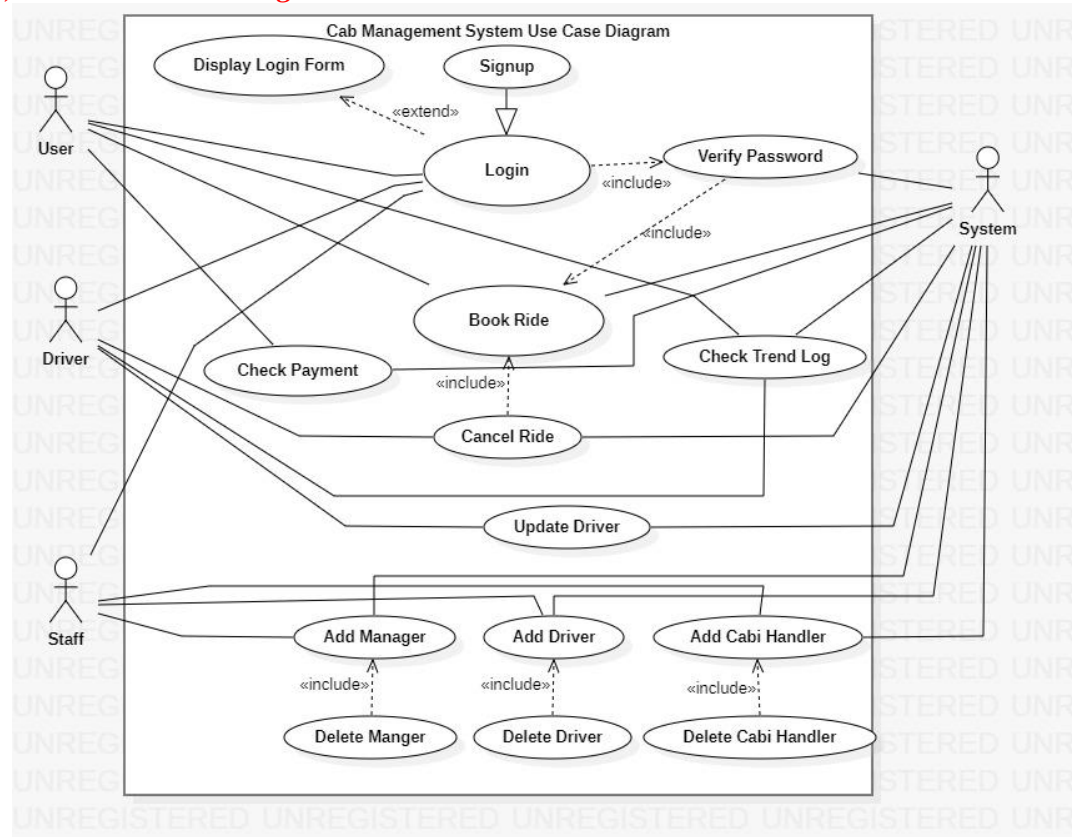 Cab Management System Use Case Diagram
Display Login Form
Signup
«extend»
User
Login
Verify Password
«include»
System
«include»
Driver
Book Ride
Check Payment
Check Trend Log
«include»
Cancel Ride
Update Driver
Staff
Add Manager
Add Driver
Add Cabi Handler
«include»
«include»
«include»
Delete Manger
Delete Driver
Delete Cabi Handler
UNREGISTERED UNREGISTERED UNREGISTERED UNREGISTERED UNR